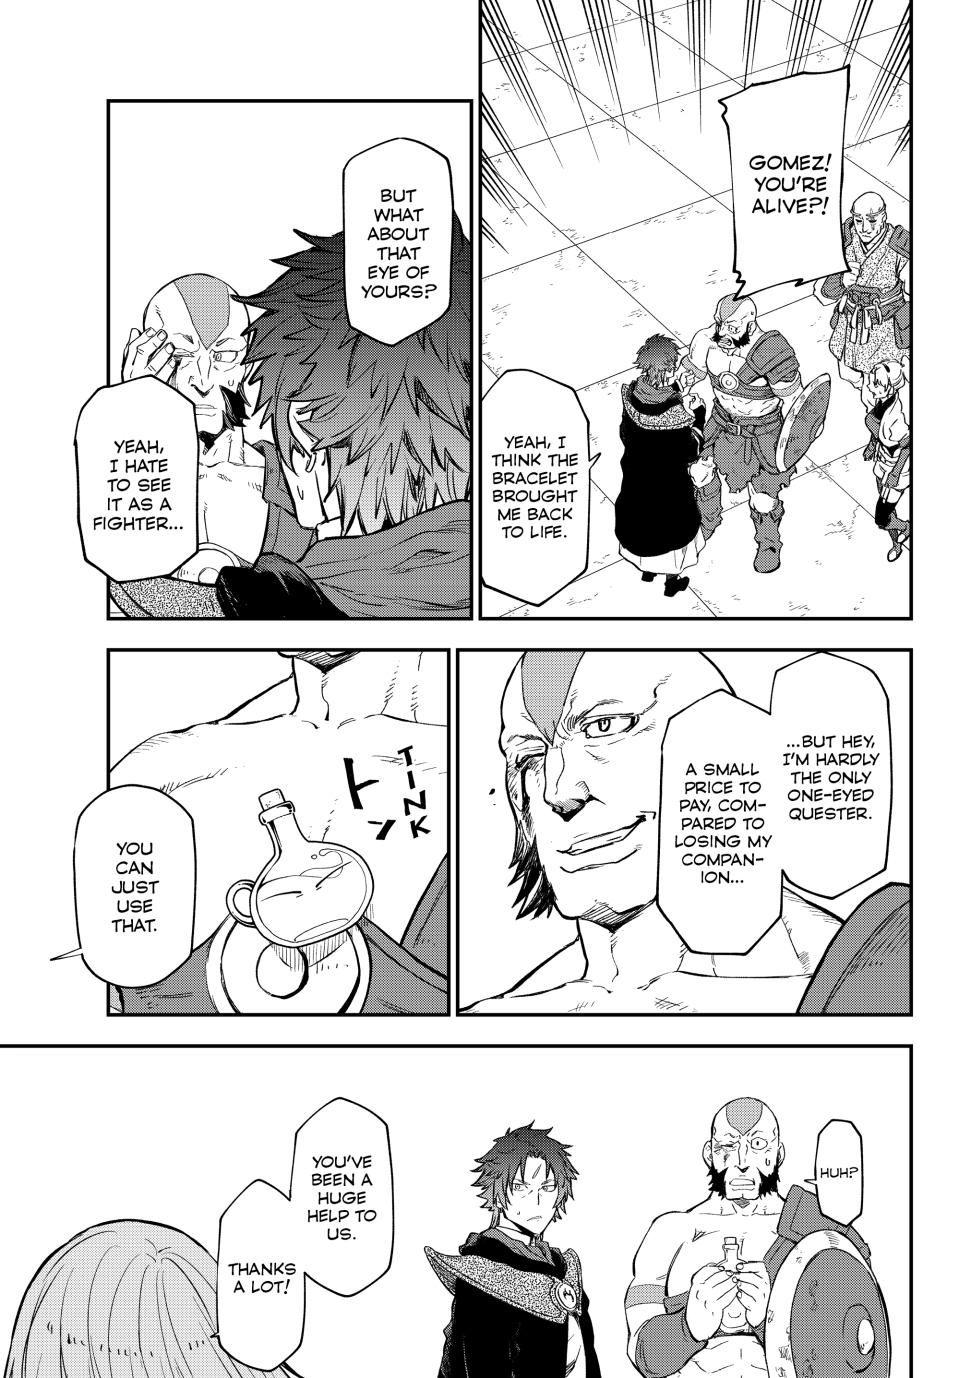 GOMEZ!
YOU'RE
ALIVE?!
YEAH, I
THINK THE
BRACELET
BROUGHT
ME BACK
TO LIFE.
BUT
WHAT
ABOUT
THAT
EYE OF
YOURS?
YEAH,
I HATE
TO SEE
IT AS A
FIGHTER...
...BUT HEY,
I'M HARDLY
THE ONLY
ONE-EYED
QUESTER.
A SMALL
PRICE TO
PAY, COM-
PARED TO
LOSING MY
COMPAN-
ION...
トン
TINK
YOU
CAN
JUST
USE
THAT.
HUH?
YOU'VE
BEEN A
HUGE
HELP TO
US.
THANKS
A LOT!